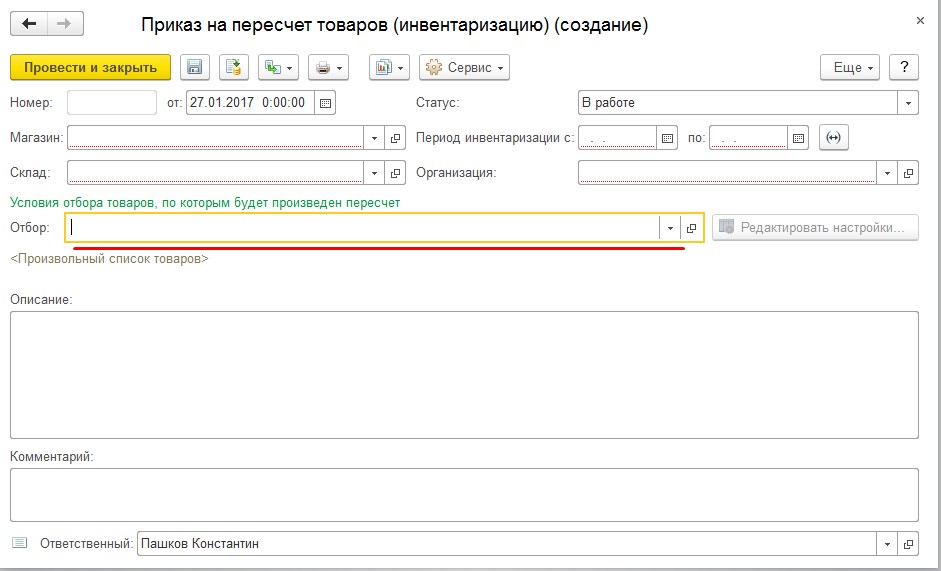 Приказ на пересчет товаров (инвентаризацию) (создание)
Провести и закрыть Сервис Еще ?
Номер: от: 27.01.2017 0:00:00 Статус: В работе
Магазин: Период инвентаризации с: . . по: . .
Склад: Организация:
Условия отбора товаров, по которым будет произведен пересчет
Отбор: Редактировать настройки...
<Произвольный список товаров>
Описание:
Комментарий:
Ответственный: Пашков Константин